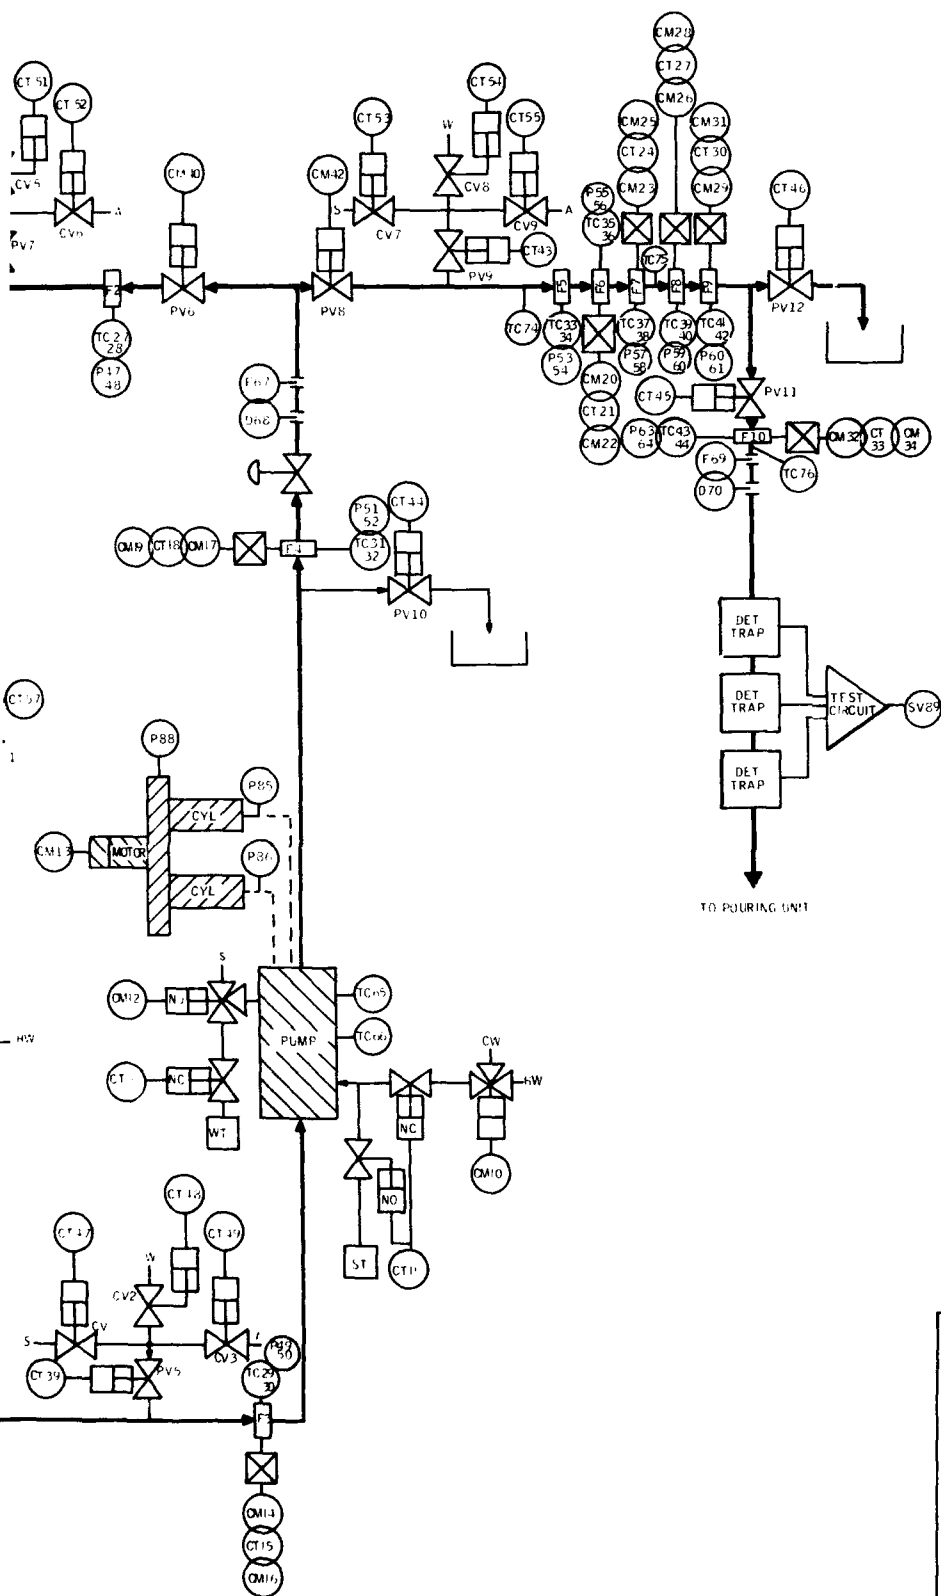 CM28
CT51
CT27
CT54
CT52
CM26
CT53
CT55
CM25
CM31
W
CT24
CT30
CM40
CM42
CV5
CV8
CM23
CM29
CT46
P55
56
S
A
A
CV6
CV7
CV9
TC35
36
PV7
CT43
TC75
PV9
F2
F5
F6
F7
F8
F9
PV6
PV8
PV12
TC27
28
TC74
TC33
34
TC37
38
TC39
40
TC41
42
P47
48
P53
54
P57
58
P59
60
P60
61
F67
CM20
CT45
PV11
D68
CT21
CM22
P63
64
TC43
44
F10
CM32
CT
33
CM
34
F69
TC76
D70
P51
52
CT44
CM19
CT18
CM17
F4
TC31
32
PV10
DET
TRAP
CT57
DET
TRAP
TEST
CIRCUIT
SV89
1
P88
DET
TRAP
P85
CYL
CM13
MOTOR
P86
CYL
TO POURING UNIT
S
CM12
TC65
HW
PUMP
TC66
CW
CT
NC
HW
WT
NC
CM10
NO
CT48
CT47
CT49
ST
CT11
W
CV2
S
CV
CV3
P49
50
CT39
PV5
TC29
30
F3
CM14
CT15
CM16